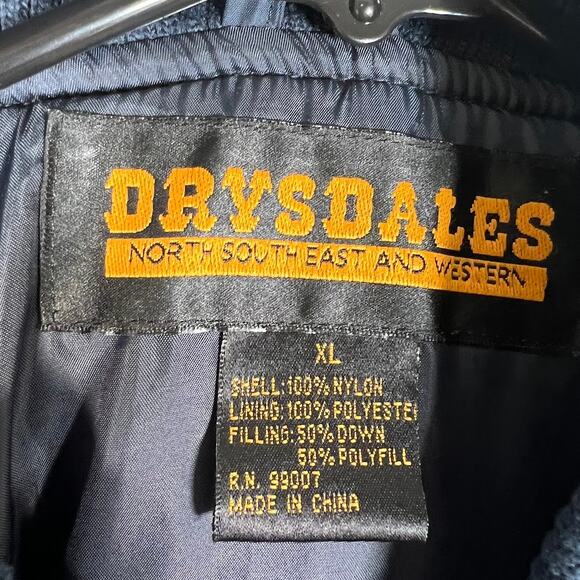 DRYSDALES
NORTH SOUTH EAST AND WESTERN
XL
SHELL:100% NYLON
LINING:100% POLYESTER
FILLING:50% DOWN
50% POLYFILL
R.N. 99007
MADE IN CHINA